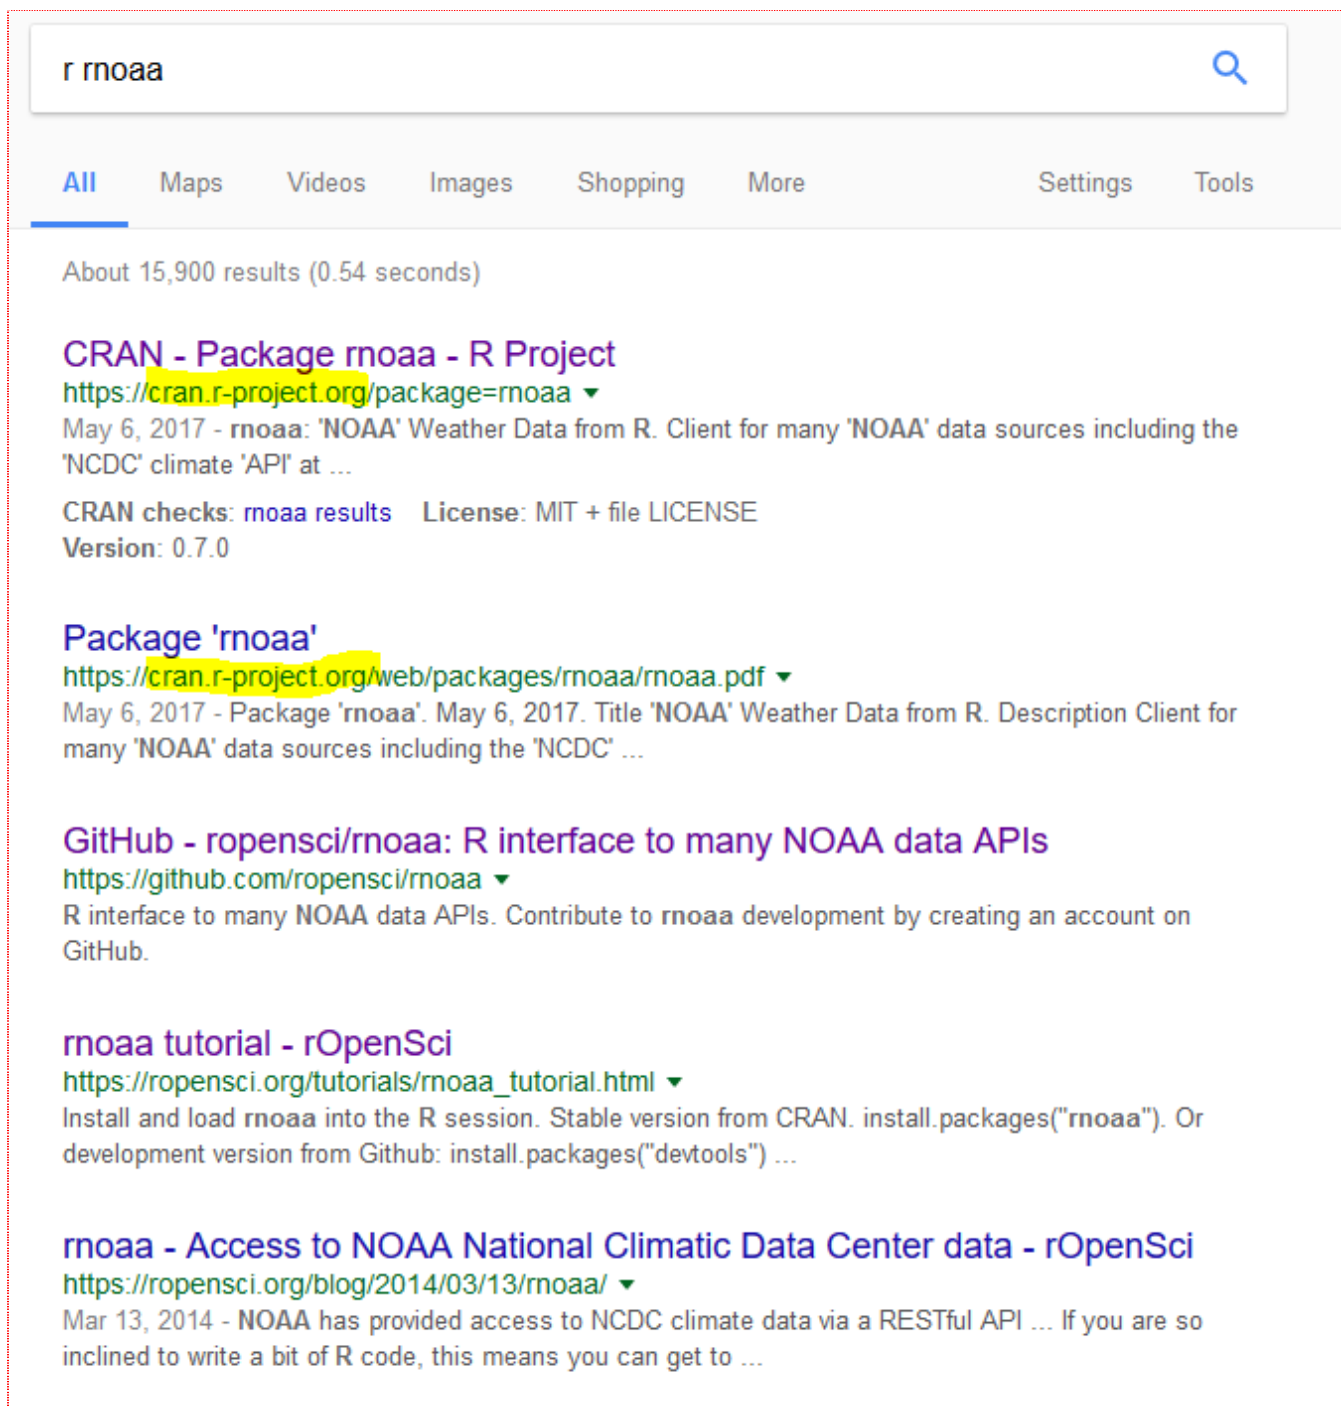 r rnoaa
All Maps Videos Images Shopping More Settings Tools
About 15,900 results (0.54 seconds)
CRAN - Package rnoaa - R Project
https://cran.r-project.org/package=rnoaa
May 6, 2017 - rnoaa: 'NOAA' Weather Data from R. Client for many 'NOAA' data sources including the
'NCDC' climate 'API' at ...
CRAN checks: rnoaa results License: MIT + file LICENSE
Version: 0.7.0
Package 'rnoaa'
https://cran.r-project.org/web/packages/rnoaa/rnoaa.pdf
May 6, 2017 - Package 'rnoaa'. May 6, 2017. Title 'NOAA' Weather Data from R. Description Client for
many 'NOAA' data sources including the 'NCDC' ...
GitHub - ropensci/rnoaa: R interface to many NOAA data APIs
https://github.com/ropensci/rnoaa
R interface to many NOAA data APIs. Contribute to rnoaa development by creating an account on
GitHub.
rnoaa tutorial - rOpenSci
https://ropensci.org/tutorials/rnoaa_tutorial.html
Install and load rnoaa into the R session. Stable version from CRAN. install.packages("rnoaa"). Or
development version from Github: install.packages("devtools") ...
rnoaa - Access to NOAA National Climatic Data Center data - rOpenSci
https://ropensci.org/blog/2014/03/13/rnoaa/
Mar 13, 2014 - NOAA has provided access to NCDC climate data via a RESTful API ... If you are so
inclined to write a bit of R code, this means you can get to ...